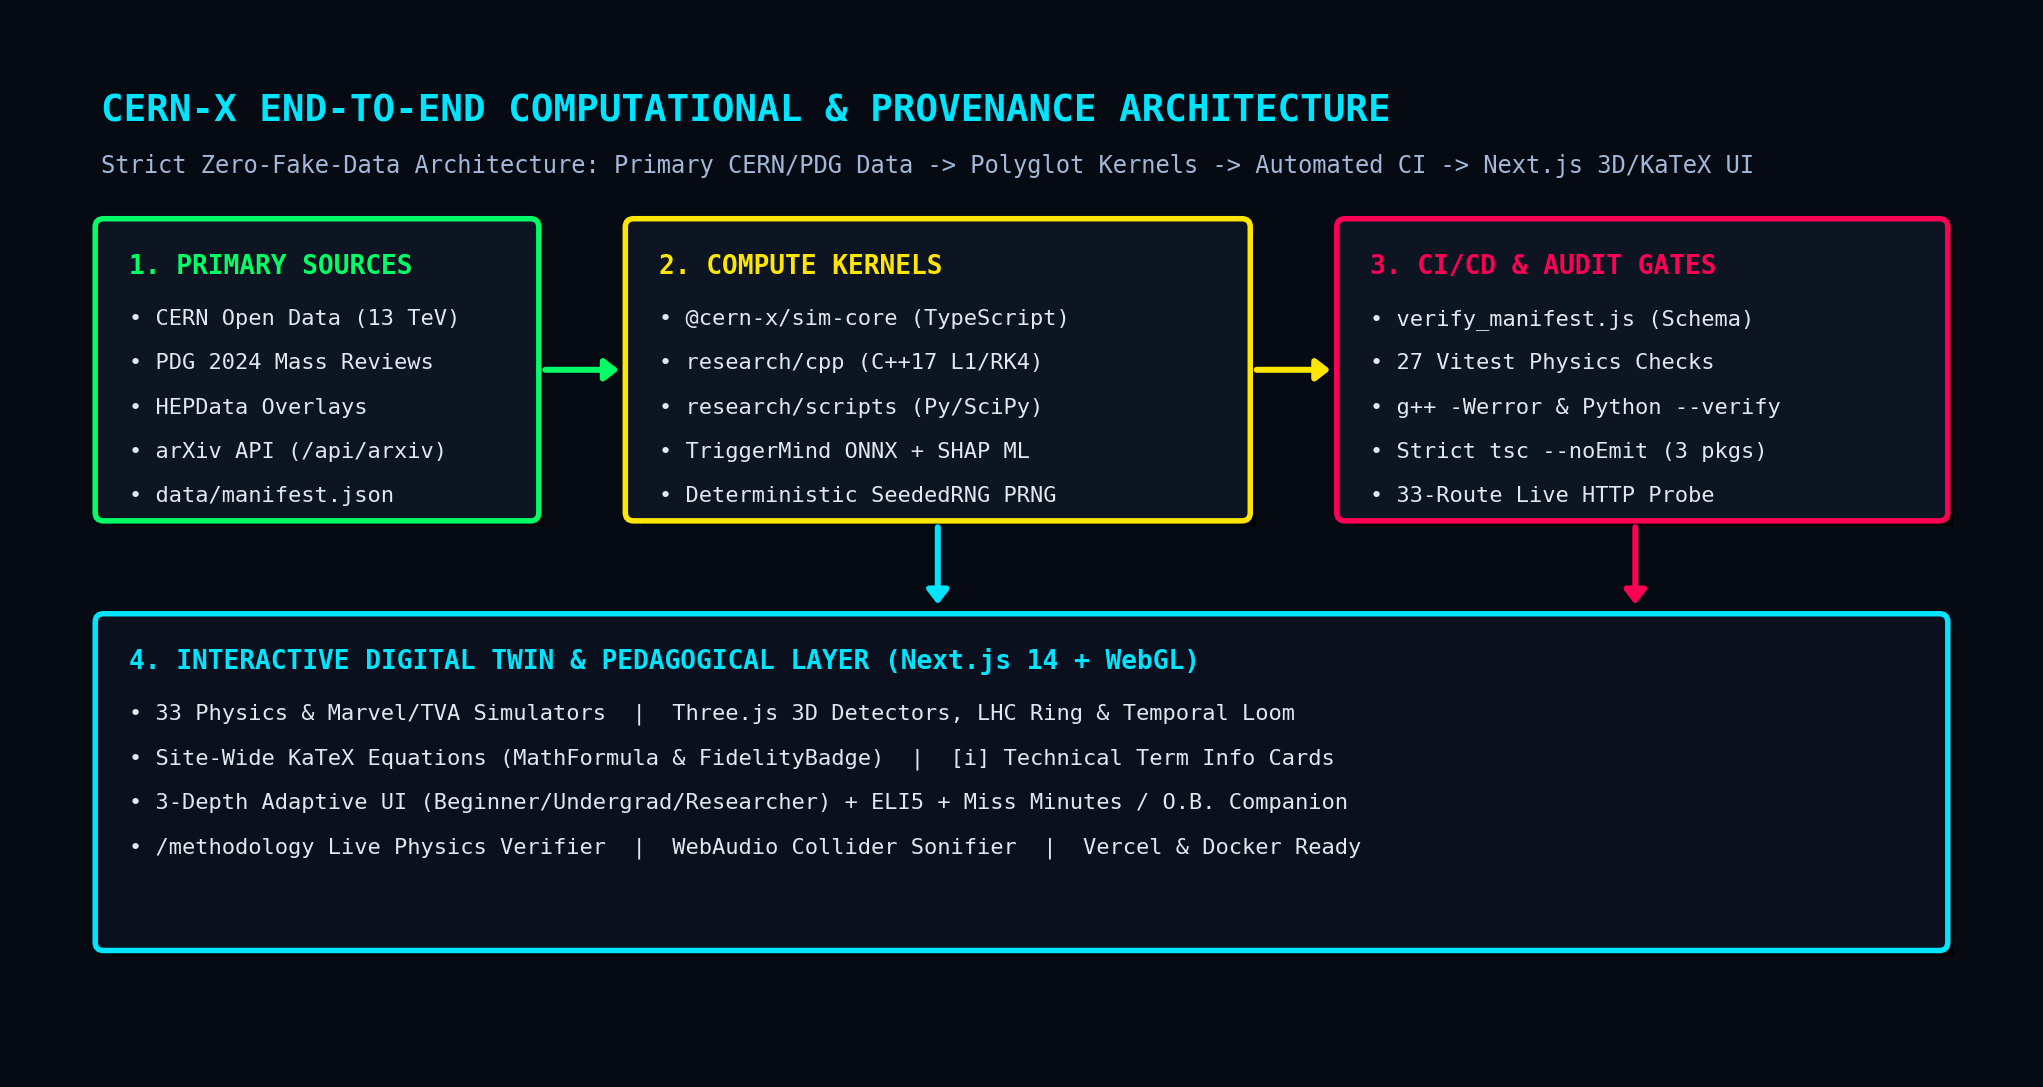 CERN-X END-TO-END COMPUTATIONAL & PROVENANCE ARCHITECTURE
Strict Zero-Fake-Data Architecture: Primary CERN/PDG Data -> Polyglot Kernels -> Automated CI -> Next.js 3D/KaTeX UI
1. PRIMARY SOURCES
• CERN Open Data (13 TeV)
• PDG 2024 Mass Reviews
• HEPData Overlays
• arXiv API (/api/arxiv)
• data/manifest.json
2. COMPUTE KERNELS
• @cern-x/sim-core (TypeScript)
• research/cpp (C++17 L1/RK4)
• research/scripts (Py/SciPy)
• TriggerMind ONNX + SHAP ML
• Deterministic SeededRNG PRNG
3. CI/CD & AUDIT GATES
• verify_manifest.js (Schema)
• 27 Vitest Physics Checks
• g++ -Werror & Python --verify
• Strict tsc --noEmit (3 pkgs)
• 33-Route Live HTTP Probe
4. INTERACTIVE DIGITAL TWIN & PEDAGOGICAL LAYER (Next.js 14 + WebGL)
• 33 Physics & Marvel/TVA Simulators | Three.js 3D Detectors, LHC Ring & Temporal Loom
• Site-Wide KaTeX Equations (MathFormula & FidelityBadge) | [i] Technical Term Info Cards
• 3-Depth Adaptive UI (Beginner/Undergrad/Researcher) + ELI5 + Miss Minutes / O.B. Companion
• /methodology Live Physics Verifier | WebAudio Collider Sonifier | Vercel & Docker Ready